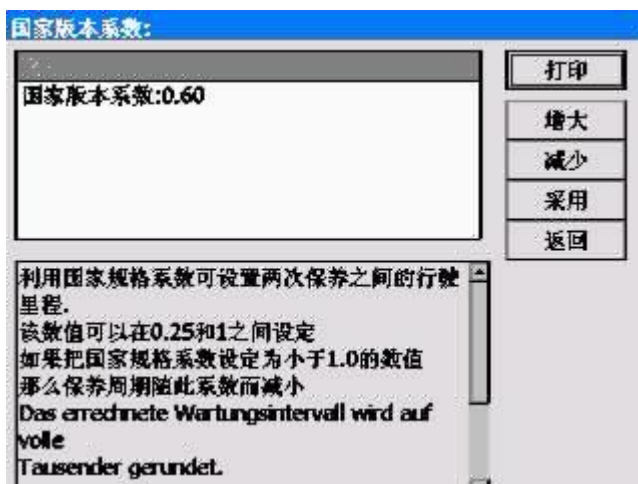 国家版本系数:
打印
国家版本系数:0.60
增大
减少
采用
返回
利用国家规格系数可设置两次保养之间的行驶
里程.
该数值可以在0.25和1之间设定
如果把国家规格系数设定为小于1.0的数值
那么保养周期随此系数而减小
Das errechnete Wartungsintervall wird auf
volle
Tausender gerundet.